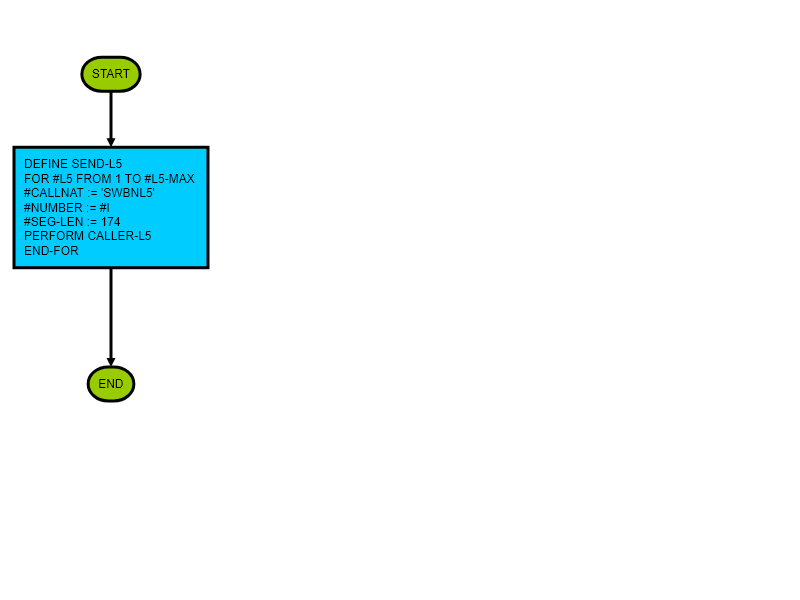 START
DEFINE SEND-L5
FOR #L5 FROM 1 TO #L5-MAX
#CALLNAT := 'SWBNL5'
#NUMBER := #I
#SEG-LEN := 174
PERFORM CALLER-L5
END-FOR
END